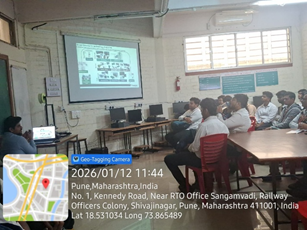 Geo-Tagging Camera
2026/01/12 11:44
Pune,Maharashtra,India
No. 1, Kennedy Road, Near RTO Office Sangamvadi, Railway
Officers Colony, Shivajinagar, Pune, Maharashtra 411001, India
Lat 18.531034 Long 73.865489